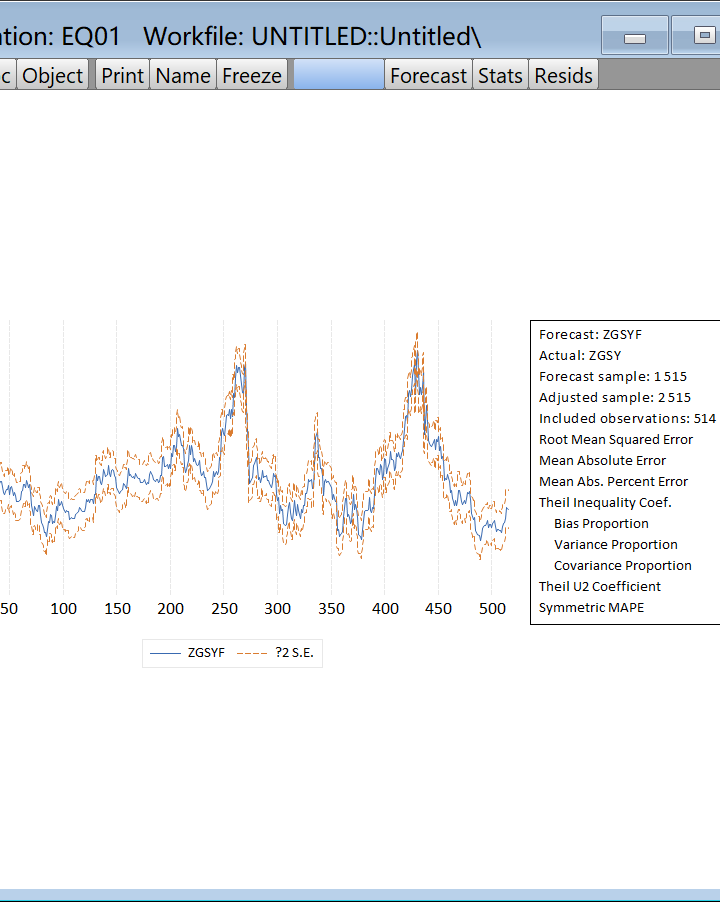 tion: EQ01 Workfile: UNTITLED::Untitled\
c Object Print Name Freeze Forecast Stats Resids
Forecast: ZGSYF
Actual: ZGSY
Forecast sample: 1 515
Adjusted sample: 2 515
Included observations: 514
Root Mean Squared Error
Mean Absolute Error
Mean Abs. Percent Error
Theil Inequality Coef.
Bias Proportion
Variance Proportion
Covariance Proportion
Theil U2 Coefficient
Symmetric MAPE
50 100 150 200 250 300 350 400 450 500
ZGSYF ?2 S.E.